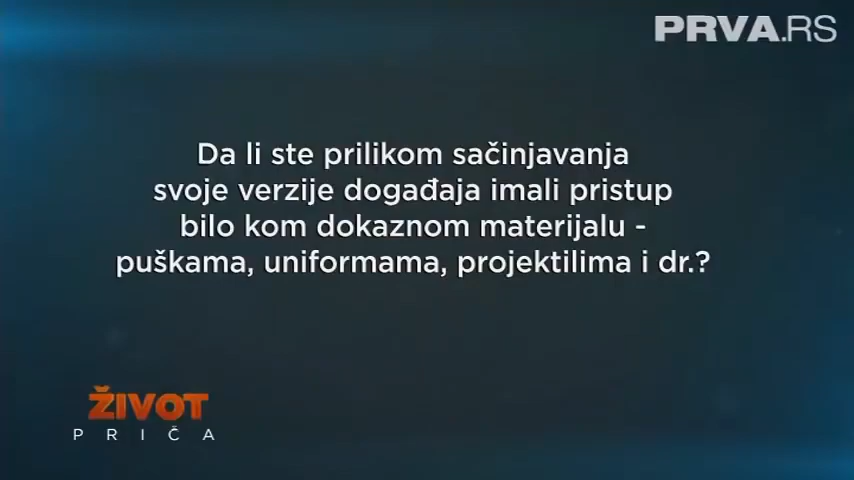 PRVA.RS
Da li ste prilikom sačinjavanja
svoje verzije događaja imali pristup
bilo kom dokaznom materijalu -
puškama, uniformama, projektilima i dr.?
ŽIVOT
PRIČA